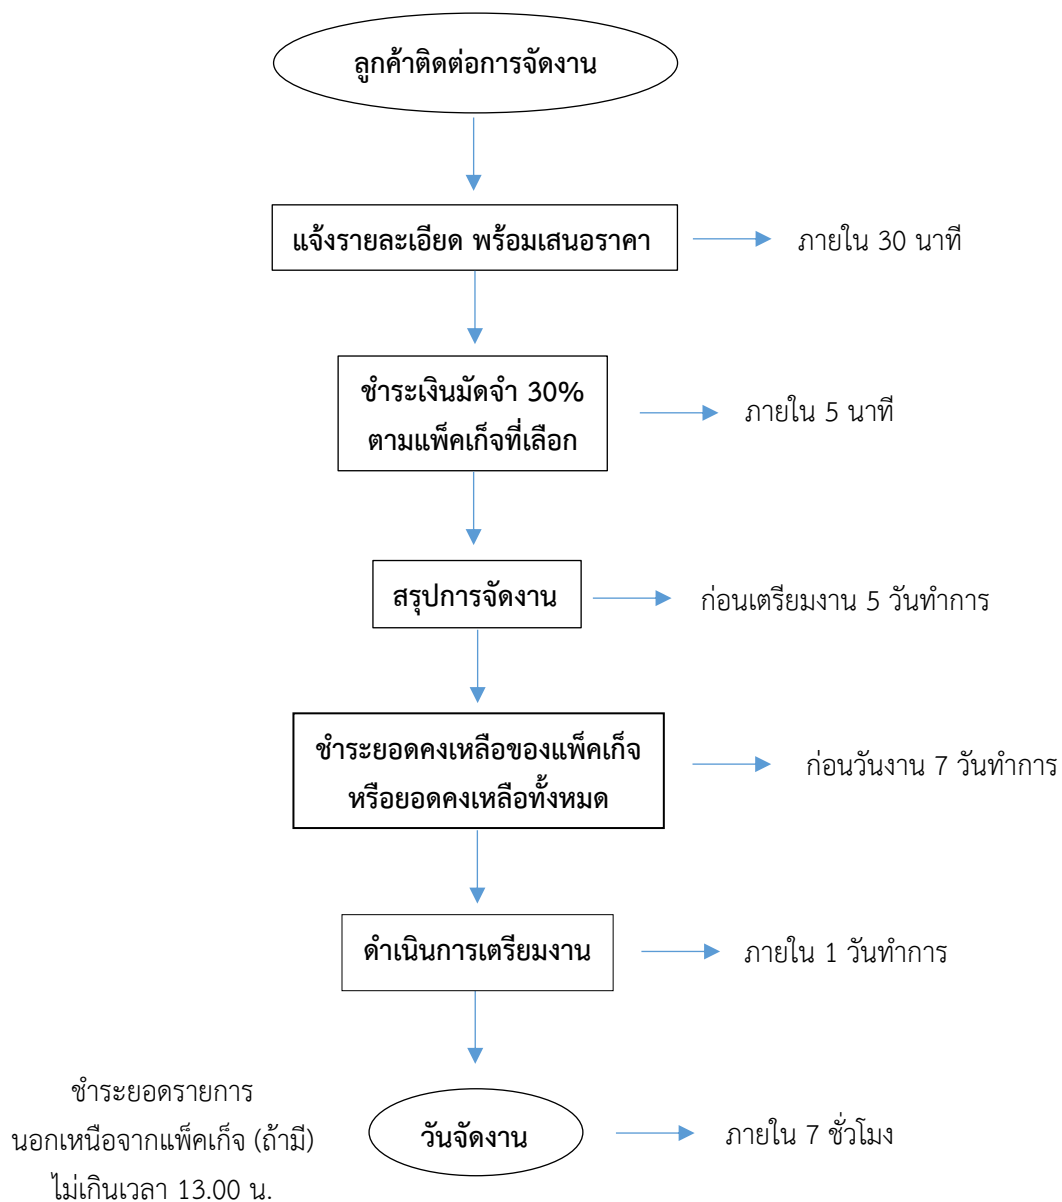 ลูกค้าติดต่อการจัดงาน
แจ้งรายละเอียด พร้อมเสนอราคา
ภายใน 30 นาที
ชำระเงินมัดจำ 30%
ตามแพ็คเก็จที่เลือก
ภายใน 5 นาที
สรุปการจัดงาน
ก่อนเตรียมงาน 5 วันทำการ
ชำระยอดคงเหลือของแพ็คเก็จ
หรือยอดคงเหลือทั้งหมด
ก่อนวันงาน 7 วันทำการ
ดำเนินการเตรียมงาน
ภายใน 1 วันทำการ
ชำระยอดรายการ
นอกเหนือจากแพ็คเก็จ (ถ้ามี)
ไม่เกินเวลา 13.00 น.
วันจัดงาน
ภายใน 7 ชั่วโมง